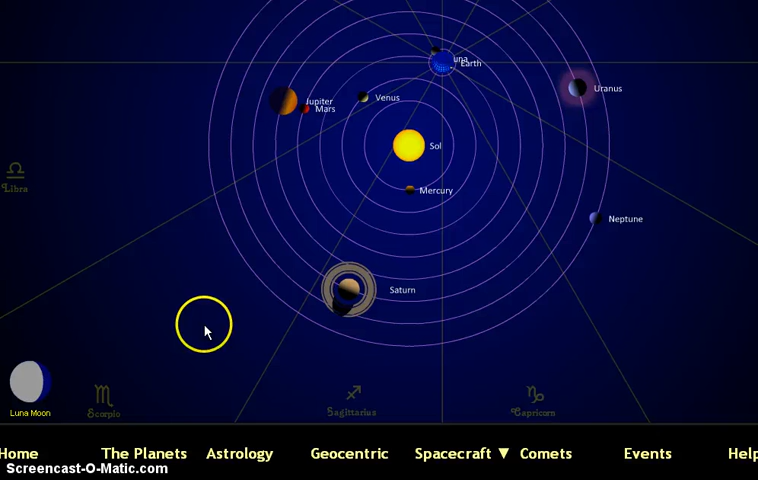 una
Earth
Uranus
Jupiter
Venus
Mars
Sol
Libra
Mercury
Neptune
Saturn
Luna Moon
Scorpio
Sagittarius
Capricorn
Home The Planets Astrology Geocentric Spacecraft ▼ Comets Events Help
Screencast-O-Matic.com